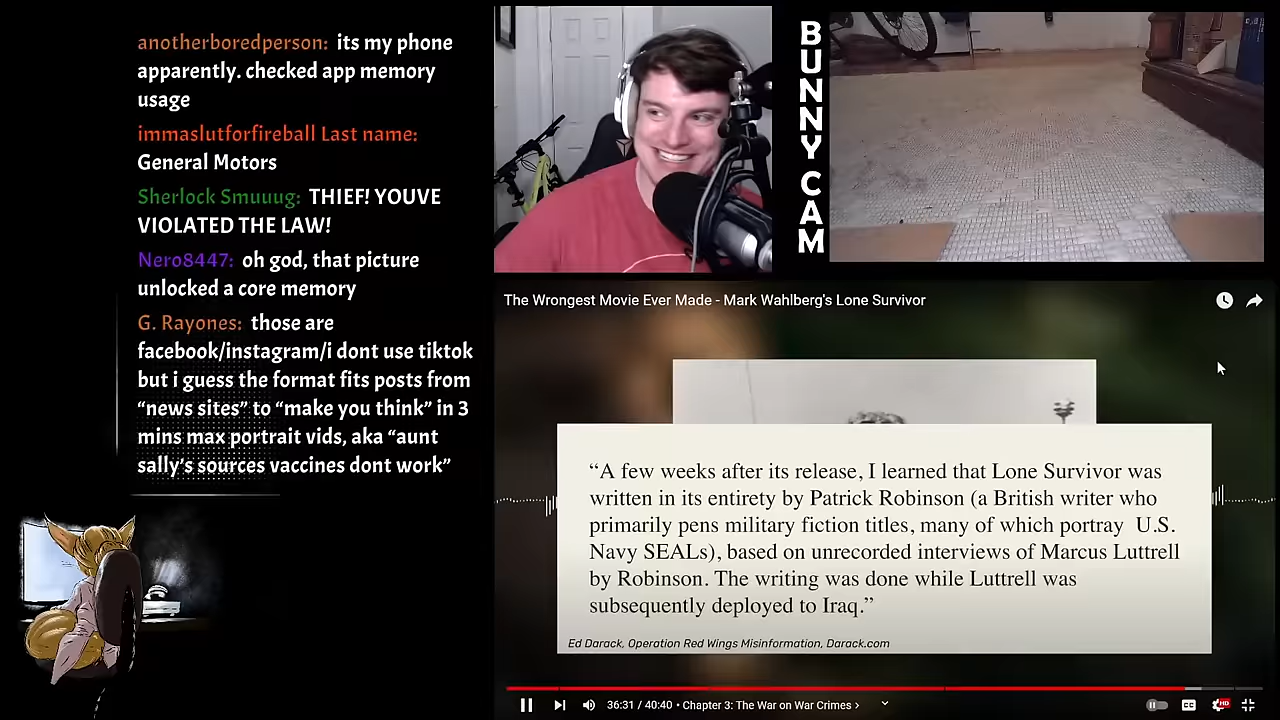 anotherboredperson: its my phone
apparently. checked app memory
usage
immaslutforfireball Last name:
General Motors
Sherlock Smuuug: THIEF! YOUVE
VIOLATED THE LAW!
Nero8447: oh god, that picture
unlocked a core memory
G. Rayones: those are
facebook/instagram/i dont use tiktok
but i guess the format fits posts from
“news sites” to “make you think” in 3
mins max portrait vids, aka “aunt
sally’s sources vaccines dont work”
BUNNY CAM
The Wrongest Movie Ever Made - Mark Wahlberg's Lone Survivor
“A few weeks after its release, I learned that Lone Survivor was
written in its entirety by Patrick Robinson (a British writer who
primarily pens military fiction titles, many of which portray U.S.
Navy SEALs), based on unrecorded interviews of Marcus Luttrell
by Robinson. The writing was done while Luttrell was
subsequently deployed to Iraq.”
Ed Darack, Operation Red Wings Misinformation, Darack.com
36:31 / 40:40 • Chapter 3: The War on War Crimes ›
CC
HD